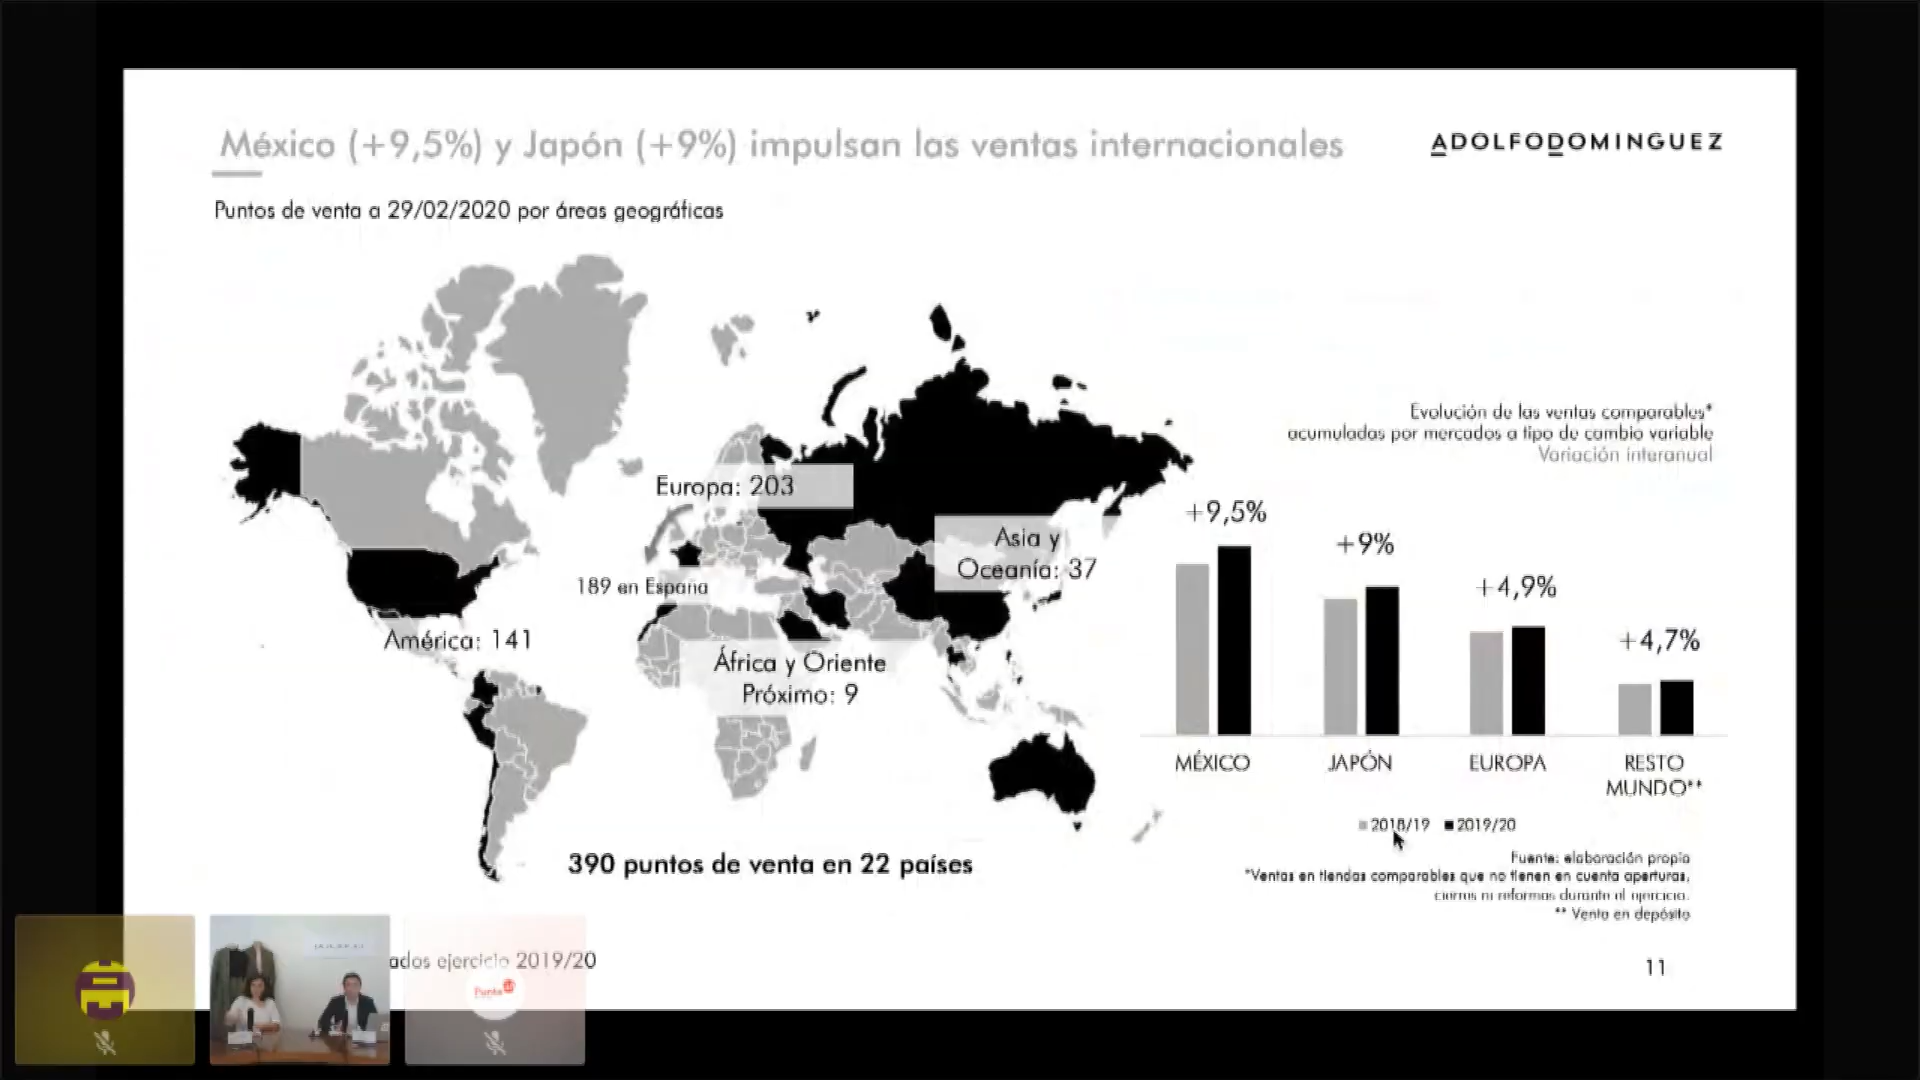 México (+9,5%) y Japón (+9%) impulsan las ventas internacionales
ADOLFODOMINGUEZ
Puntos de venta a 29/02/2020 por áreas geográficas
Evolución de las ventas comparables*
acumuladas por mercados a tipo de cambio variable
Variación interanual
Europa: 203
189 en España
Asia y
Oceanía: 37
América: 141
África y Oriente
Próximo: 9
+9,5%
+9%
+4,9%
+4,7%
MÉXICO
JAPÓN
EUROPA
RESTO
MUNDO**
2018/19
2019/20
390 puntos de venta en 22 países
Fuente: elaboración propia
*Ventas en tiendas comparables que no tienen en cuenta aperturas,
cierres ni reformas durante el ejercicio.
** Venta en depósito
ados ejercicio 2019/20
11
Punto